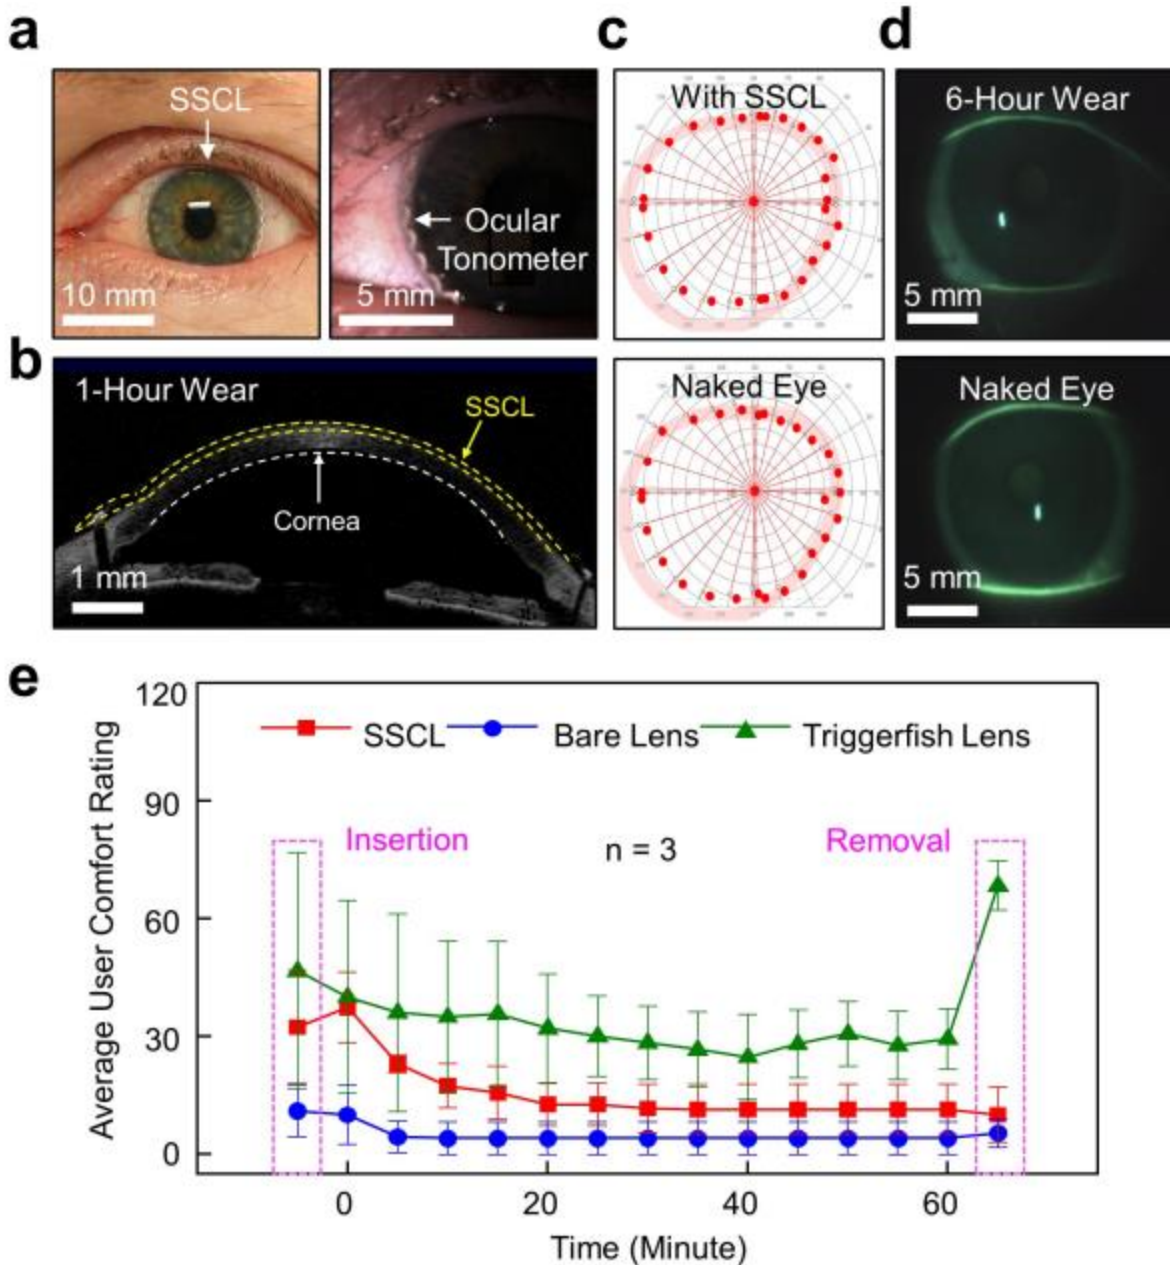 a
SSCL
10 mm
Ocular
Tonometer
5 mm
b
1-Hour Wear
SSCL
Cornea
1 mm
c
With SSCL
Naked Eye
d
6-Hour Wear
5 mm
Naked Eye
5 mm
e
120
90
60
30
0
Average User Comfort Rating
SSCL
Bare Lens
Triggerfish Lens
Insertion
n = 3
Removal
0
20
40
60
Time (Minute)